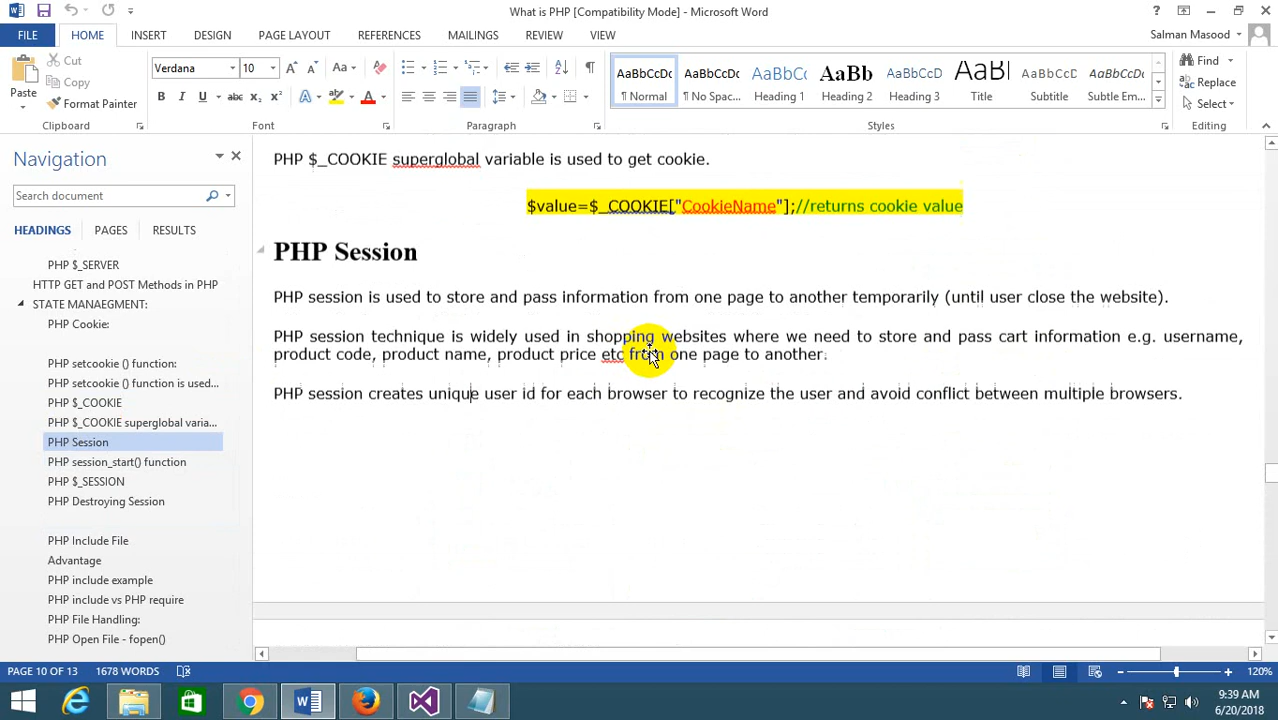 What is PHP [Compatibility Mode] - Microsoft Word
FILE HOME INSERT DESIGN PAGE LAYOUT REFERENCES MAILINGS REVIEW VIEW Salman Masood
Paste Cut Copy Format Painter
Clipboard
Verdana 10
Font
Paragraph
AaBbCcDc AaBbCcDc AaBbCc AaBb AaBbCcDc AaBb AaBbCcDc AaBbCcDc
¶ Normal ¶ No Spac... Heading 1 Heading 2 Heading 3 Title Subtitle Subtle Em...
Styles
Find
Replace
Select
Editing
Navigation
Search document
HEADINGS PAGES RESULTS
PHP $_SERVER
HTTP GET and POST Methods in PHP
STATE MANAEGMENT:
PHP Cookie:
PHP setcookie () function:
PHP setcookie () function is used...
PHP $_COOKIE
PHP $_COOKIE superglobal varia...
PHP Session
PHP session_start() function
PHP $_SESSION
PHP Destroying Session
PHP Include File
Advantage
PHP include example
PHP include vs PHP require
PHP File Handling:
PHP Open File - fopen()
PHP $_COOKIE superglobal variable is used to get cookie.
$value=$_COOKIE["CookieName"];//returns cookie value
PHP Session
PHP session is used to store and pass information from one page to another temporarily (until user close the website).
PHP session technique is widely used in shopping websites where we need to store and pass cart information e.g. username,
product code, product name, product price etc from one page to another.
PHP session creates unique user id for each browser to recognize the user and avoid conflict between multiple browsers.
PAGE 10 OF 13 1678 WORDS 120%
9:39 AM
6/20/2018